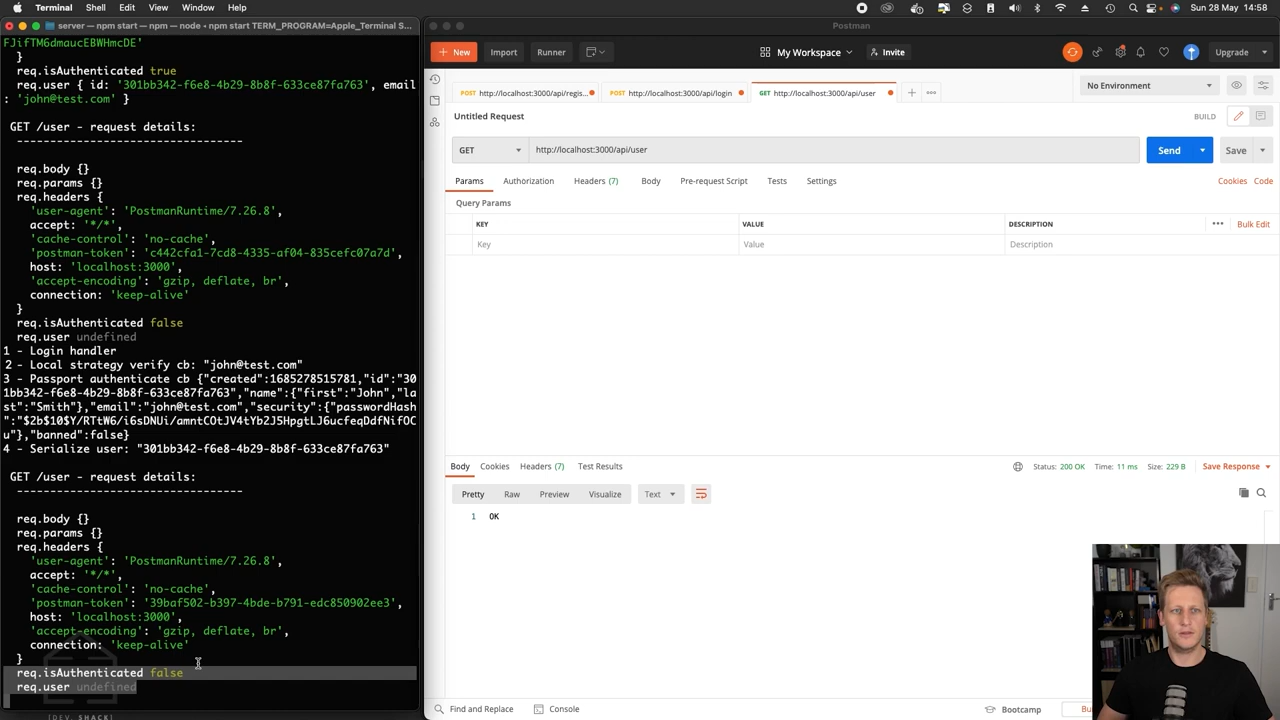 Terminal Shell Edit View Window Help
Sun 28 May 14:58
server — npm start — npm — node ◂ npm start TERM_PROGRAM=Apple_Terminal S...
FJifTM6dmaucEBWHmcDE'
}
req.isAuthenticated true
req.user { id: '301bb342-f6e8-4b29-8b8f-633ce87fa763', email
: 'john@test.com' }
GET /user - request details:
----------------------------------
req.body {}
req.params {}
req.headers {
'user-agent': 'PostmanRuntime/7.26.8',
accept: '*/*',
'cache-control': 'no-cache',
'postman-token': 'c442cfa1-7cd8-4335-af04-835cefc07a7d',
host: 'localhost:3000',
'accept-encoding': 'gzip, deflate, br',
connection: 'keep-alive'
}
req.isAuthenticated false
req.user undefined
1 - Login handler
2 - Local strategy verify cb: "john@test.com"
3 - Passport authenticate cb {"created":1685278515781,"id":"30
1bb342-f6e8-4b29-8b8f-633ce87fa763","name":{"first":"John","la
st":"Smith"},"email":"john@test.com","security":{"passwordHash
":"$2b$10$Y/RTtW6/i6sDNUi/amntCOtJV4tYb2J5HpgtLJ6ucfeqDdfNifOC
u"},"banned":false}
4 - Serialize user: "301bb342-f6e8-4b29-8b8f-633ce87fa763"
GET /user - request details:
----------------------------------
req.body {}
req.params {}
req.headers {
'user-agent': 'PostmanRuntime/7.26.8',
accept: '*/*',
'cache-control': 'no-cache',
'postman-token': '39baf502-b397-4bde-b791-edc850902ee3',
host: 'localhost:3000',
'accept-encoding': 'gzip, deflate, br',
connection: 'keep-alive'
}
req.isAuthenticated false
req.user undefined
[DEV. SHACK]
Postman
New Import Runner My Workspace Invite Upgrade
POST http://localhost:3000/api/regis... POST http://localhost:3000/api/login GET http://localhost:3000/api/user No Environment
Untitled Request BUILD
GET http://localhost:3000/api/user Send Save
Params Authorization Headers (7) Body Pre-request Script Tests Settings Cookies Code
Query Params
KEY VALUE DESCRIPTION Bulk Edit
Key Value Description
Body Cookies Headers (7) Test Results Status: 200 OK Time: 11 ms Size: 229 B Save Response
Pretty Raw Preview Visualize Text
1 OK
Find and Replace Console Bootcamp